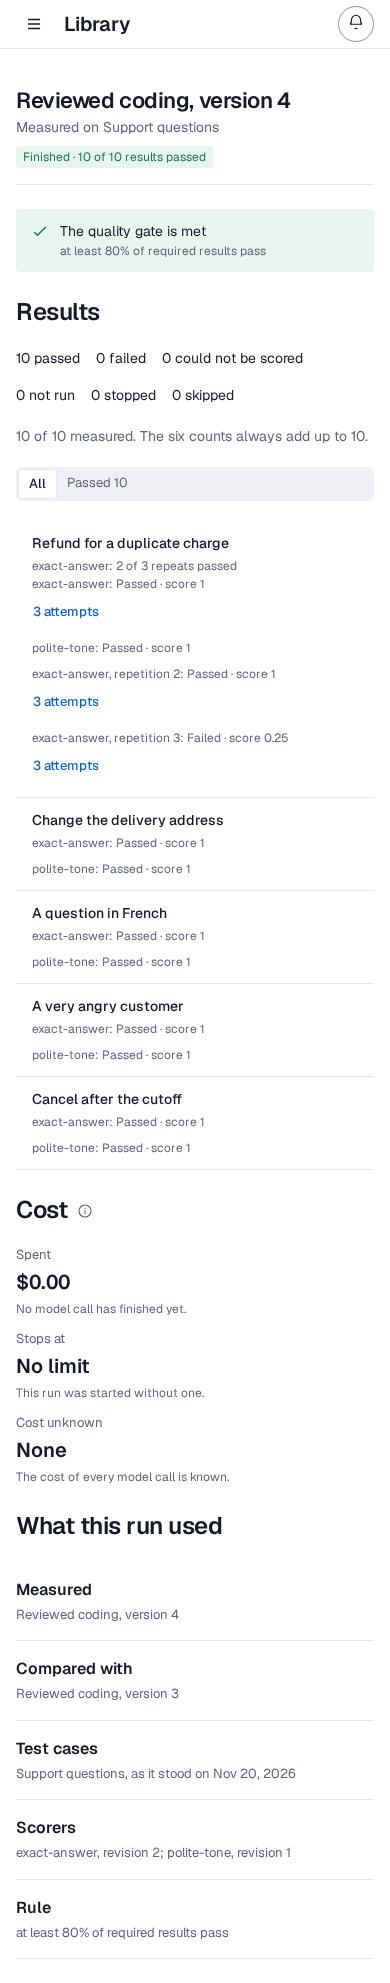 Library
Reviewed coding, version 4
Measured on Support questions
Finished · 10 of 10 results passed
The quality gate is met
at least 80% of required results pass
Results
10 passed 0 failed 0 could not be scored
0 not run 0 stopped 0 skipped
10 of 10 measured. The six counts always add up to 10.
All Passed 10
Refund for a duplicate charge
exact-answer: 2 of 3 repeats passed
exact-answer: Passed · score 1
3 attempts
polite-tone: Passed · score 1
exact-answer, repetition 2: Passed · score 1
3 attempts
exact-answer, repetition 3: Failed · score 0.25
3 attempts
Change the delivery address
exact-answer: Passed · score 1
polite-tone: Passed · score 1
A question in French
exact-answer: Passed · score 1
polite-tone: Passed · score 1
A very angry customer
exact-answer: Passed · score 1
polite-tone: Passed · score 1
Cancel after the cutoff
exact-answer: Passed · score 1
polite-tone: Passed · score 1
Cost
Spent
$0.00
No model call has finished yet.
Stops at
No limit
This run was started without one.
Cost unknown
None
The cost of every model call is known.
What this run used
Measured
Reviewed coding, version 4
Compared with
Reviewed coding, version 3
Test cases
Support questions, as it stood on Nov 20, 2026
Scorers
exact-answer, revision 2; polite-tone, revision 1
Rule
at least 80% of required results pass